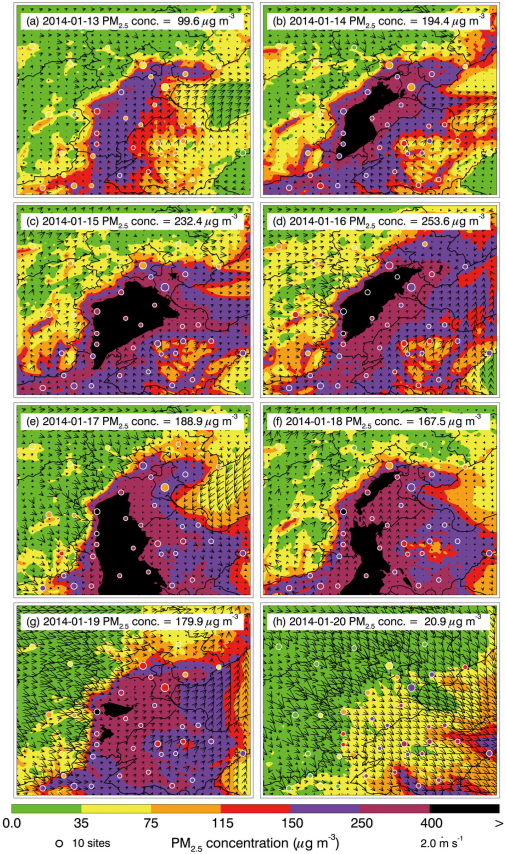 (a) 2014-01-13 PM2.5 conc. = 99.6 µg m-3
(b) 2014-01-14 PM2.5 conc. = 194.4 µg m-3
(c) 2014-01-15 PM2.5 conc. = 232.4 µg m-3
(d) 2014-01-16 PM2.5 conc. = 253.6 µg m-3
(e) 2014-01-17 PM2.5 conc. = 188.9 µg m-3
(f) 2014-01-18 PM2.5 conc. = 167.5 µg m-3
(g) 2014-01-19 PM2.5 conc. = 179.9 µg m-3
(h) 2014-01-20 PM2.5 conc. = 20.9 µg m-3
0.0 35 75 115 150 250 400 >
10 sites PM2.5 concentration (µg m-3) 2.0 m s-1